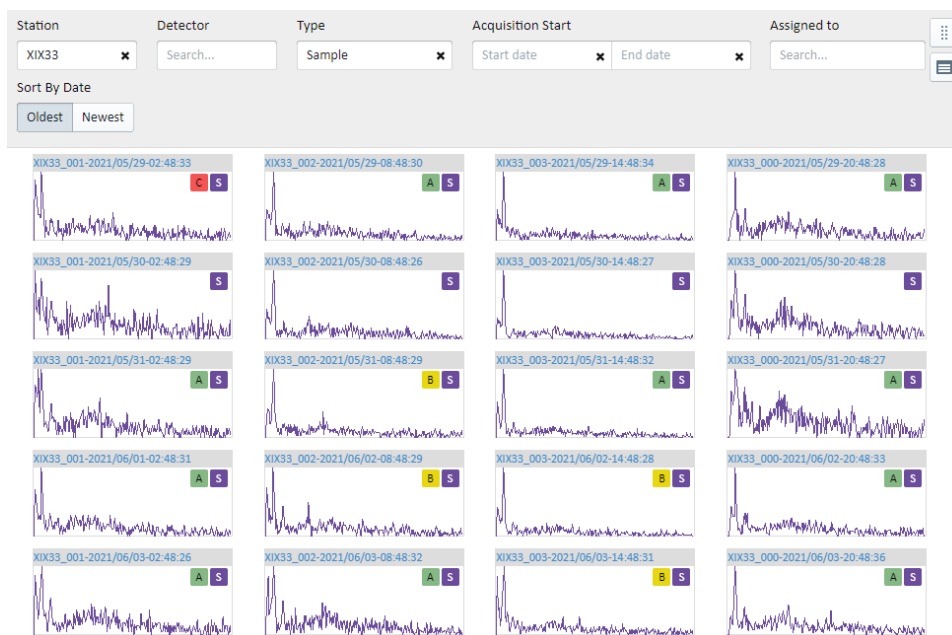 Station Detector Type Acquisition Start Assigned to
XIX33 × Search... Sample × Start date × End date × Search...
Sort By Date
Oldest Newest
XIX33_001-2021/05/29-02:48:33 XIX33_002-2021/05/29-08:48:30 XIX33_003-2021/05/29-14:48:34 XIX33_000-2021/05/29-20:48:28
C S A S A S A S
XIX33_001-2021/05/30-02:48:29 XIX33_002-2021/05/30-08:48:26 XIX33_003-2021/05/30-14:48:27 XIX33_000-2021/05/30-20:48:28
S S S S
XIX33_001-2021/05/31-02:48:29 XIX33_002-2021/05/31-08:48:29 XIX33_003-2021/05/31-14:48:32 XIX33_000-2021/05/31-20:48:27
A S B S A S A S
XIX33_001-2021/06/01-02:48:31 XIX33_002-2021/06/02-08:48:29 XIX33_003-2021/06/02-14:48:28 XIX33_000-2021/06/02-20:48:33
A S B S B S A S
XIX33_001-2021/06/03-02:48:26 XIX33_002-2021/06/03-08:48:32 XIX33_003-2021/06/03-14:48:31 XIX33_000-2021/06/03-20:48:36
A S A S B S A S